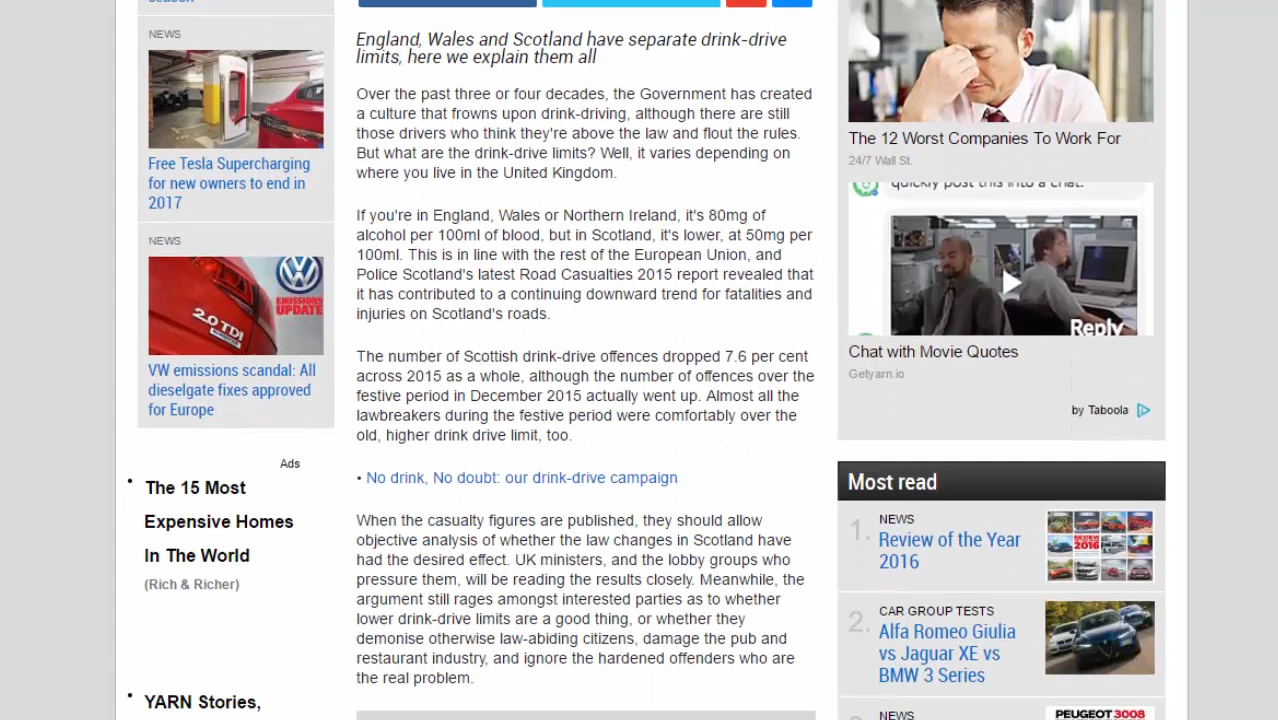 NEWS
Free Tesla Supercharging
for new owners to end in
2017
NEWS
EMISSIONS
UPDATE
2.0 TDI
VW emissions scandal: All
dieselgate fixes approved
for Europe
Ads
• The 15 Most
Expensive Homes
In The World
(Rich & Richer)
• YARN Stories,
England, Wales and Scotland have separate drink-drive
limits, here we explain them all
Over the past three or four decades, the Government has created
a culture that frowns upon drink-driving, although there are still
those drivers who think they're above the law and flout the rules.
But what are the drink-drive limits? Well, it varies depending on
where you live in the United Kingdom.
If you're in England, Wales or Northern Ireland, it's 80mg of
alcohol per 100ml of blood, but in Scotland, it's lower, at 50mg per
100ml. This is in line with the rest of the European Union, and
Police Scotland's latest Road Casualties 2015 report revealed that
it has contributed to a continuing downward trend for fatalities and
injuries on Scotland's roads.
The number of Scottish drink-drive offences dropped 7.6 per cent
across 2015 as a whole, although the number of offences over the
festive period in December 2015 actually went up. Almost all the
lawbreakers during the festive period were comfortably over the
old, higher drink drive limit, too.
• No drink, No doubt: our drink-drive campaign
When the casualty figures are published, they should allow
objective analysis of whether the law changes in Scotland have
had the desired effect. UK ministers, and the lobby groups who
pressure them, will be reading the results closely. Meanwhile, the
argument still rages amongst interested parties as to whether
lower drink-drive limits are a good thing, or whether they
demonise otherwise law-abiding citizens, damage the pub and
restaurant industry, and ignore the hardened offenders who are
the real problem.
The 12 Worst Companies To Work For
24/7 Wall St.
quickly post this into a chat.
Reply
Chat with Movie Quotes
Getyarn.io
by Taboola
Most read
1. NEWS
Review of the Year
2016
REVIEW
2016
2. CAR GROUP TESTS
Alfa Romeo Giulia
vs Jaguar XE vs
BMW 3 Series
NEWS
PEUGEOT 3008